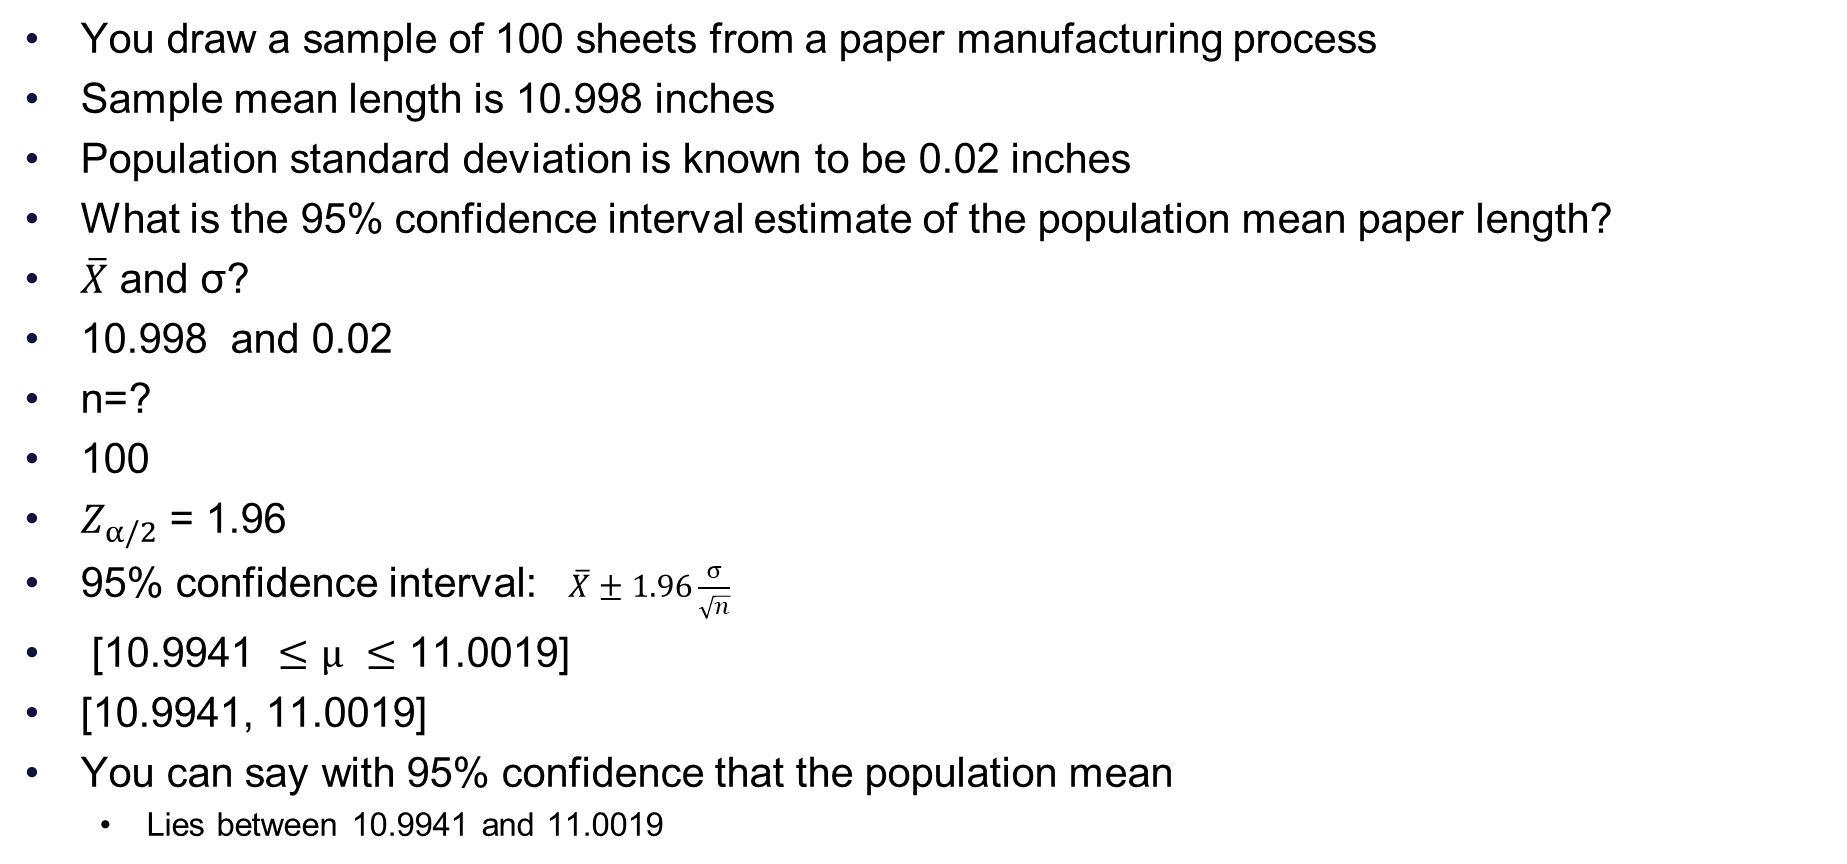 • You draw a sample of 100 sheets from a paper manufacturing process
• Sample mean length is 10.998 inches
• Population standard deviation is known to be 0.02 inches
• What is the 95% confidence interval estimate of the population mean paper length?
• X̄ and σ?
• 10.998 and 0.02
• n=?
• 100
• Z_{α/2} = 1.96
• 95% confidence interval: X̄ ± 1.96 σ/√n
• [10.9941 ≤ μ ≤ 11.0019]
• [10.9941, 11.0019]
• You can say with 95% confidence that the population mean
• Lies between 10.9941 and 11.0019